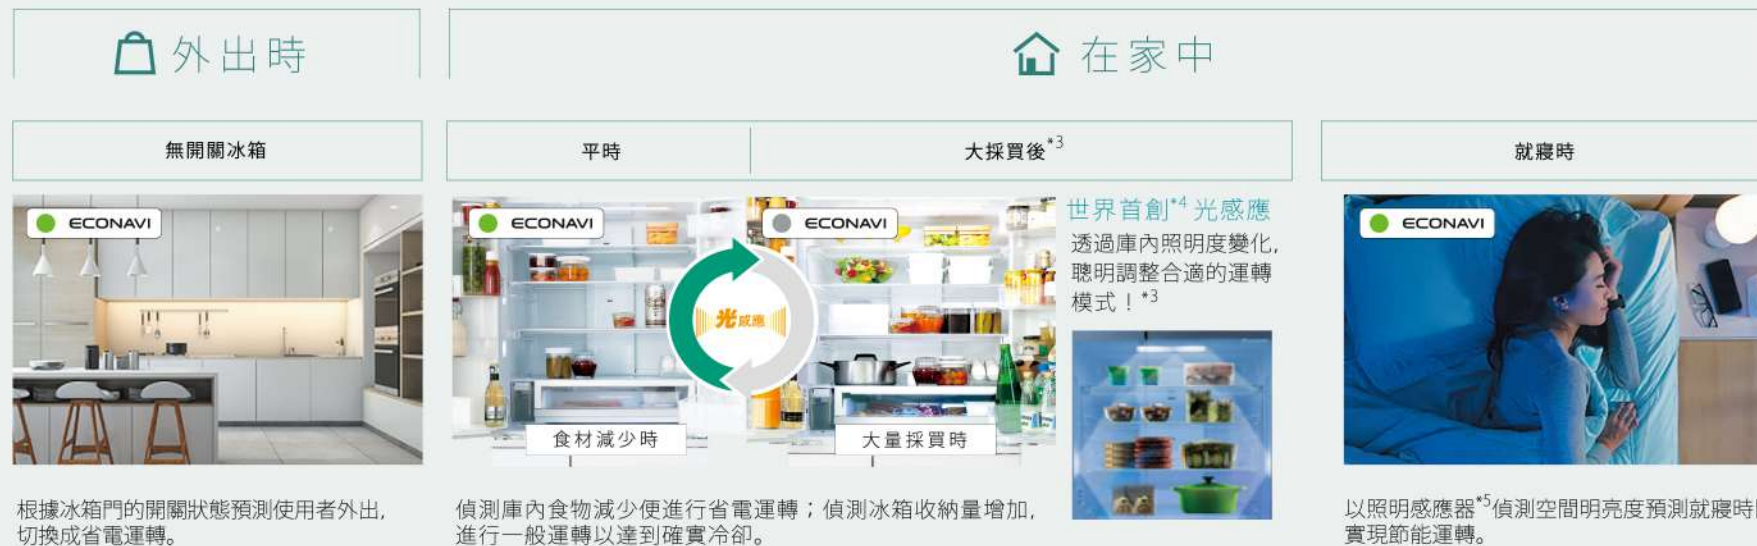 外出時
在家中
無開關冰箱
平時
大採買後*3
就寢時
ECONAVI
ECONAVI
ECONAVI
世界首創*4 光感應
透過庫內照明度變化,
聰明調整合適的運轉
模式！*3
ECONAVI
光感應
食材減少時
大量採買時
根據冰箱門的開關狀態預測使用者外出,
切換成省電運轉。
偵測庫內食物減少便進行省電運轉；偵測冰箱收納量增加,
進行一般運轉以達到確實冷卻。
以照明感應器*5偵測空間明亮度預測就寢時
實現節能運轉。